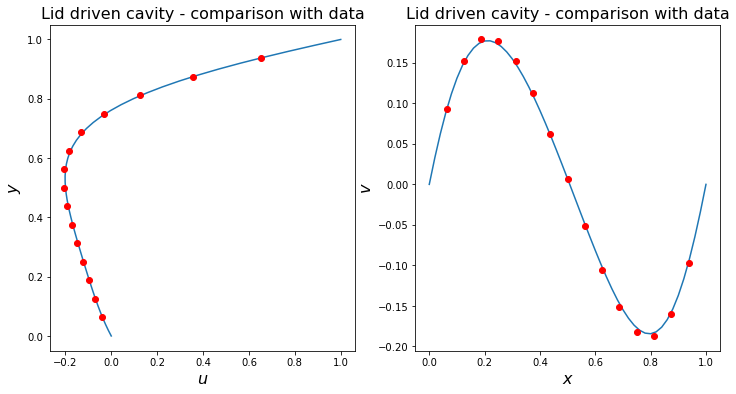 Lid driven cavity - comparison with data
1.0
0.8
0.6
0.4
0.2
0.0
y
−0.2 0.0 0.2 0.4 0.6 0.8 1.0
u
Lid driven cavity - comparison with data
0.15
0.10
0.05
0.00
−0.05
−0.10
−0.15
−0.20
v
0.0 0.2 0.4 0.6 0.8 1.0
x